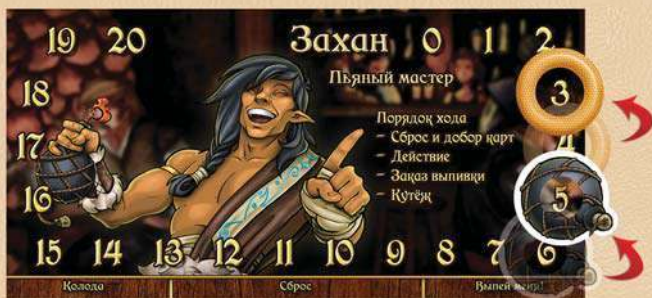 19 20 Захан 0 1 2
Пьяный мастер
18 3
Порядок хода
- Сброс и добор карт
17 4
- Действие
- Заказ выпивки
16 5
- Кутёж
15 14 13 12 11 10 9 8 7 6
Колода Сброс Выпей меня!